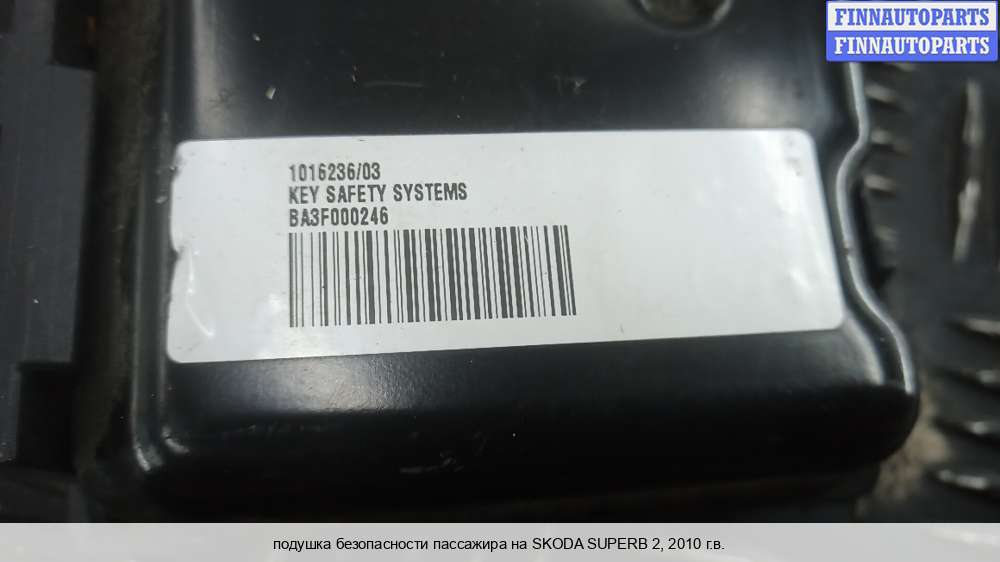 FINNAUTOPARTS
FINNAUTOPARTS
1016236/03
KEY SAFETY SYSTEMS
BA3F000246
подушка безопасности пассажира на SKODA SUPERB 2, 2010 г.в.